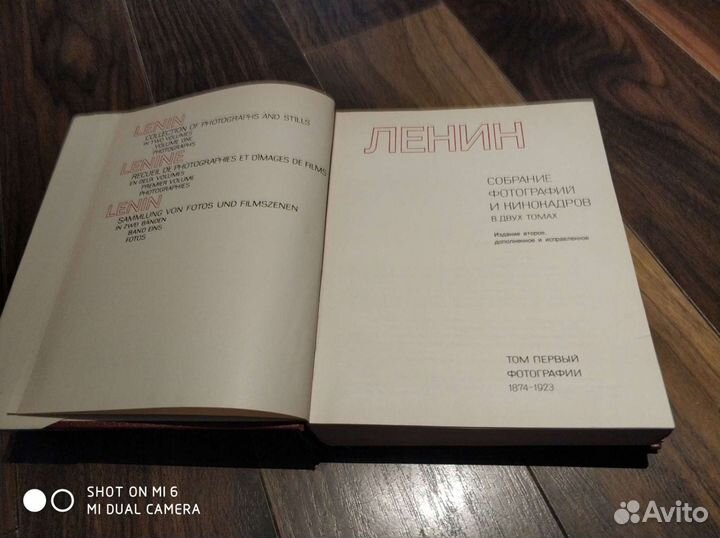 LENIN
COLLECTION OF PHOTOGRAPHS AND STILLS
IN TWO VOLUMES
VOLUME ONE
PHOTOGRAPHS
LENINE
RECUEIL DE PHOTOGRAPHIES ET D'IMAGES DE FILMS
EN DEUX VOLUMES
PREMIER VOLUME
PHOTOGRAPHIES
LENIN
SAMMLUNG VON FOTOS UND FILMSZENEN
IN ZWEI BÄNDEN
BAND EINS
FOTOS
ЛЕНИН
СОБРАНИЕ
ФОТОГРАФИЙ
И КИНОКАДРОВ
В ДВУХ ТОМАХ
Издание второе,
дополненное и исправленное
ТОМ ПЕРВЫЙ
ФОТОГРАФИИ
1874-1923
SHOT ON MI 6
MI DUAL CAMERA
Avito